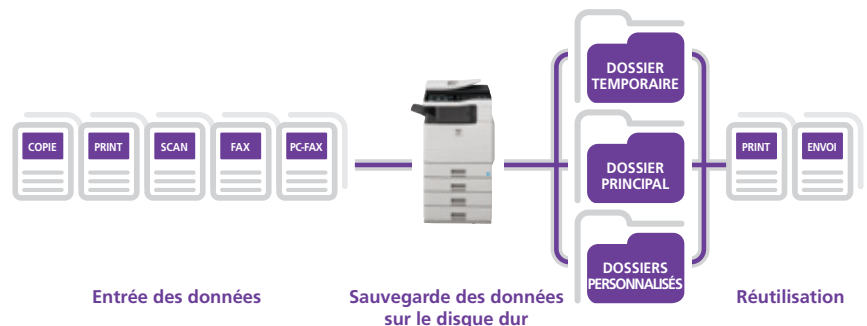 COPIE
PRINT
SCAN
FAX
PC-FAX
DOSSIER
TEMPORAIRE
DOSSIER
PRINCIPAL
DOSSIERS
PERSONNALISÉS
PRINT
ENVOI
Entrée des données
Sauvegarde des données
sur le disque dur
Réutilisation